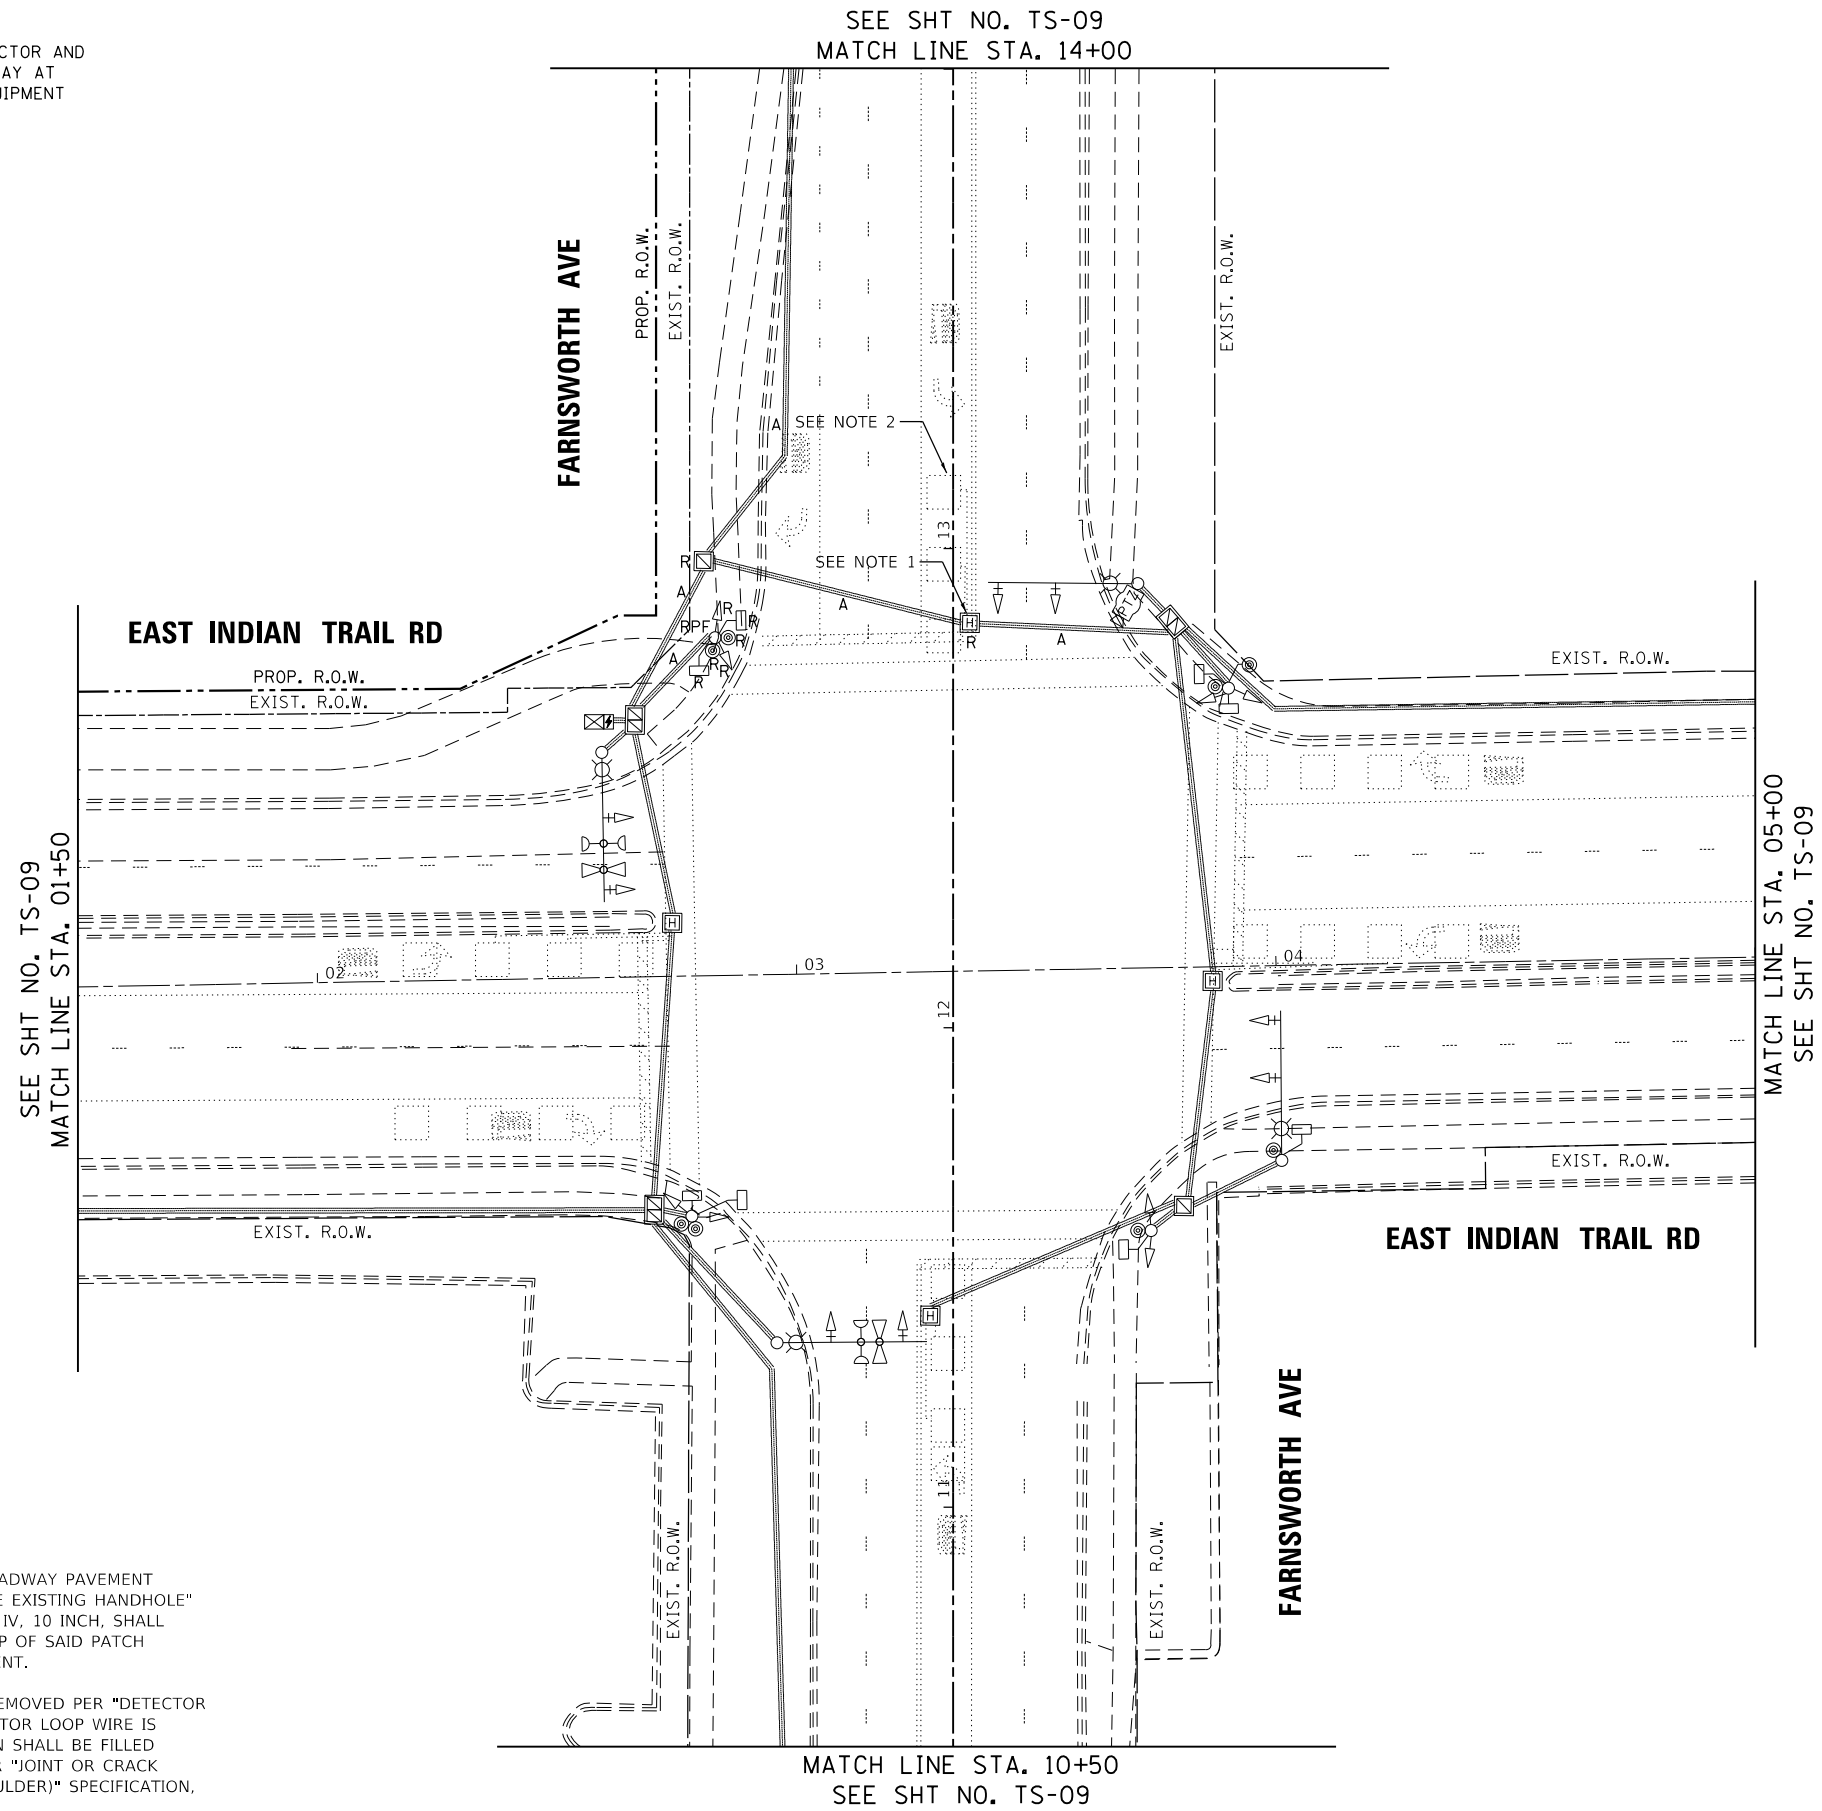 SEE SHT NO. TS-09
MATCH LINE STA. 14+00
CTOR AND
AY AT
UIPMENT
PROP. R.O.W.
EXIST. R.O.W.
EXIST. R.O.W.
FARNSWORTH AVE
A
SEE NOTE 2
13
R
SEE NOTE 1
A
A
H
R
A
PTZ
EAST INDIAN TRAIL RD
RPF
R
R
R
A
R
R
R
PROP. R.O.W.
EXIST. R.O.W.
EXIST. R.O.W.
SEE SHT NO. TS-09
MATCH LINE STA. 01+50
H
02
03
04
H
12
MATCH LINE STA. 05+00
SEE SHT NO. TS-09
EXIST. R.O.W.
EXIST. R.O.W.
EAST INDIAN TRAIL RD
H
11
FARNSWORTH AVE
EXIST. R.O.W.
EXIST. R.O.W.
ADWAY PAVEMENT
E EXISTING HANDHOLE"
IV, 10 INCH, SHALL
P OF SAID PATCH
ENT.
EMOVED PER "DETECTOR
TOR LOOP WIRE IS
N SHALL BE FILLED
R "JOINT OR CRACK
ULDER)" SPECIFICATION,
MATCH LINE STA. 10+50
SEE SHT NO. TS-09